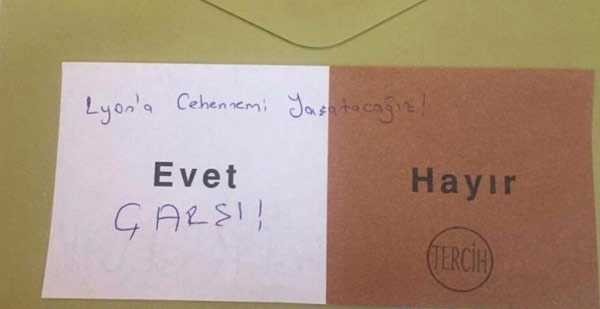 Lyon'a Cehennemi Yaşatacağız!
Evet
Hayır
ÇARŞI!
TERCİH